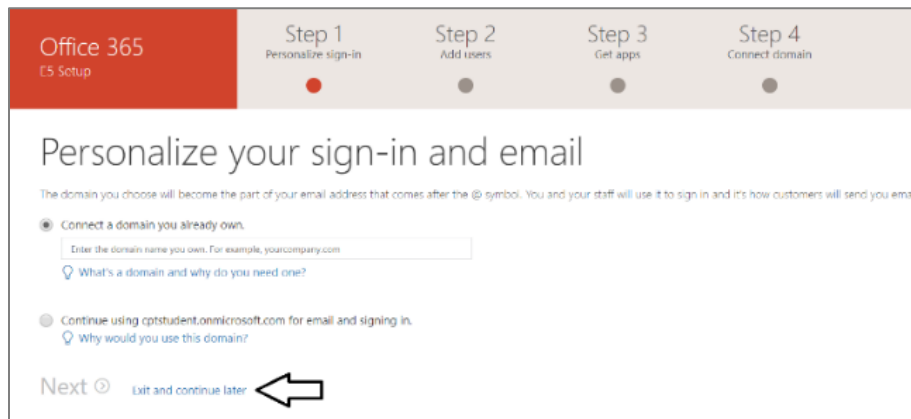 Office 365
E5 Setup
Step 1
Personalize sign-in
Step 2
Add users
Step 3
Get apps
Step 4
Connect domain
Personalize your sign-in and email
The domain you choose will become the part of your email address that comes after the @ symbol. You and your staff will use it to sign in and it's how customers will send you ema
Connect a domain you already own.
Enter the domain name you own. For example, yourcompany.com
What's a domain and why do you need one?
Continue using cptstudent.onmicrosoft.com for email and signing in.
Why would you use this domain?
Next Exit and continue later